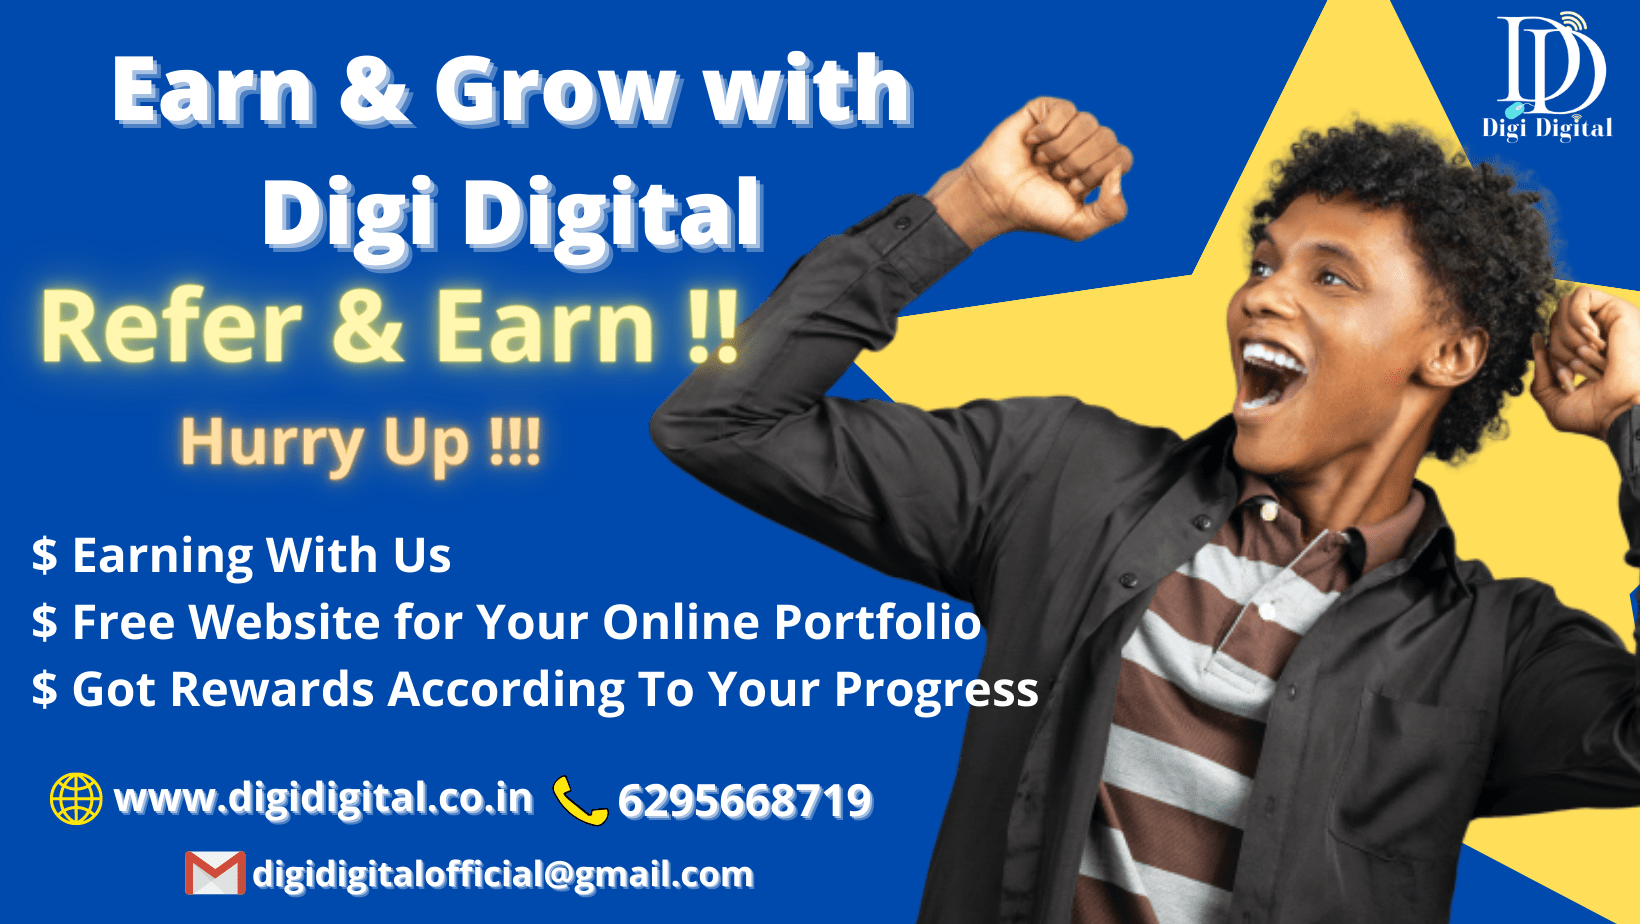 Earn & Grow with
Digi Digital
Refer & Earn !!
Hurry Up !!!
$ Earning With Us
$ Free Website for Your Online Portfolio
$ Got Rewards According To Your Progress
www.digidigital.co.in
6295668719
digidigitalofficial@gmail.com
DD
Digi Digital